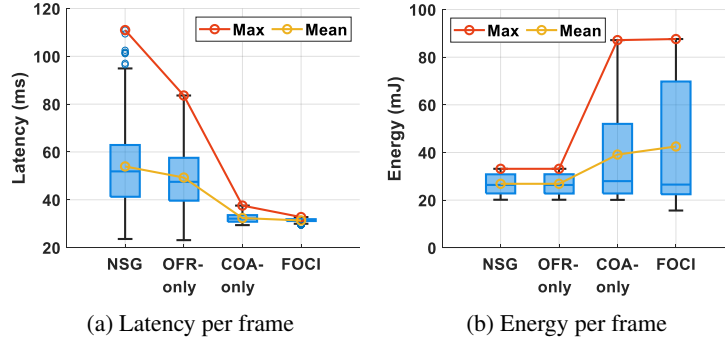 120
100
80
60
40
20
Latency (ms)
Max
Mean
NSG
OFR-
only
COA-
only
FOCI
(a) Latency per frame
100
80
60
40
20
0
Energy (mJ)
Max
Mean
NSG
OFR-
only
COA-
only
FOCI
(b) Energy per frame